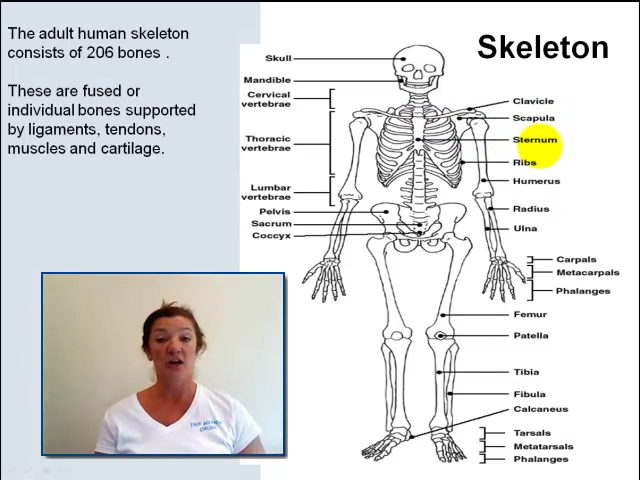 The adult human skeleton
consists of 206 bones .
These are fused or
individual bones supported
by ligaments, tendons,
muscles and cartilage.
Skeleton
Skull
Mandible
Cervical
vertebrae
Thoracic
vertebrae
Lumbar
vertebrae
Pelvis
Sacrum
Coccyx
Clavicle
Scapula
Sternum
Ribs
Humerus
Radius
Ulna
Carpals
Metacarpals
Phalanges
Femur
Patella
Tibia
Fibula
Calcaneus
Tarsals
Metatarsals
Phalanges